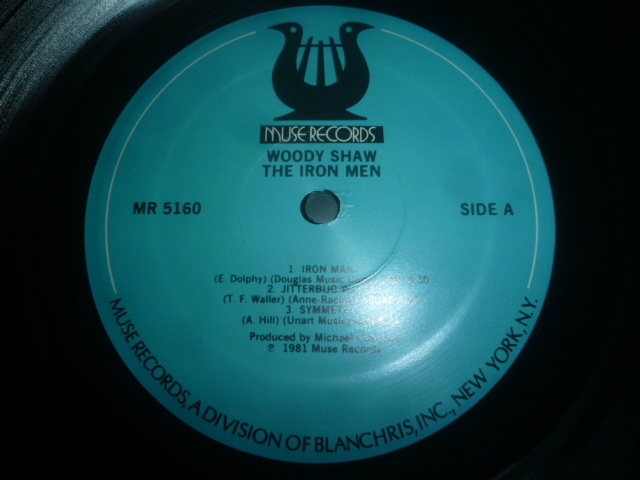 MUSE RECORDS
WOODY SHAW
THE IRON MEN
MR 5160
SIDE A
1. IRON MAN
(E. Dolphy) (Douglas Music
2. JITTERBUG
(T. F. Waller) (Anne-Rachel
3. SYMMETRY
(A. Hill) (Unart Music)
Produced by Michael
℗ 1981 Muse Records
MUSE RECORDS, A DIVISION OF BLANCHRIS, INC., NEW YORK, N.Y.